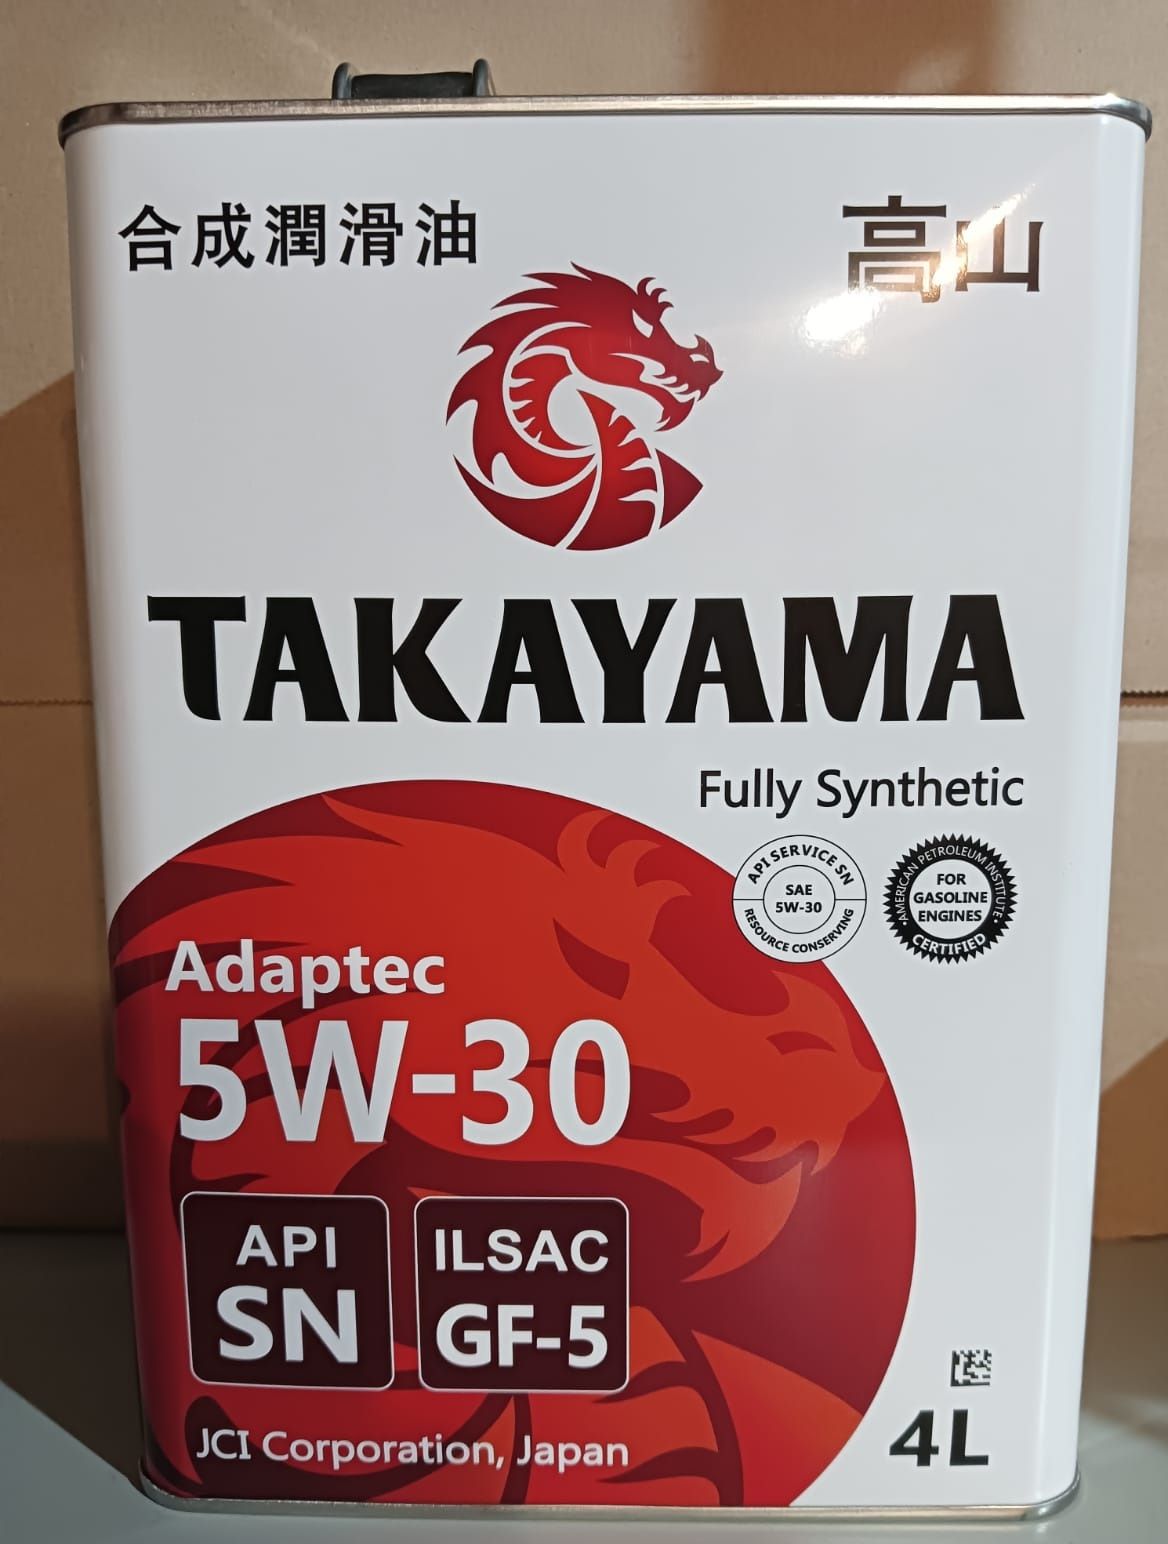 合成潤滑油
高山
TAKAYAMA
Fully Synthetic
API SERVICE SN
SAE
5W-30
RESOURCE CONSERVING
AMERICAN PETROLEUM INSTITUTE
FOR
GASOLINE
ENGINES
CERTIFIED
Adaptec
5W-30
API
SN
ILSAC
GF-5
JCI Corporation, Japan
4L